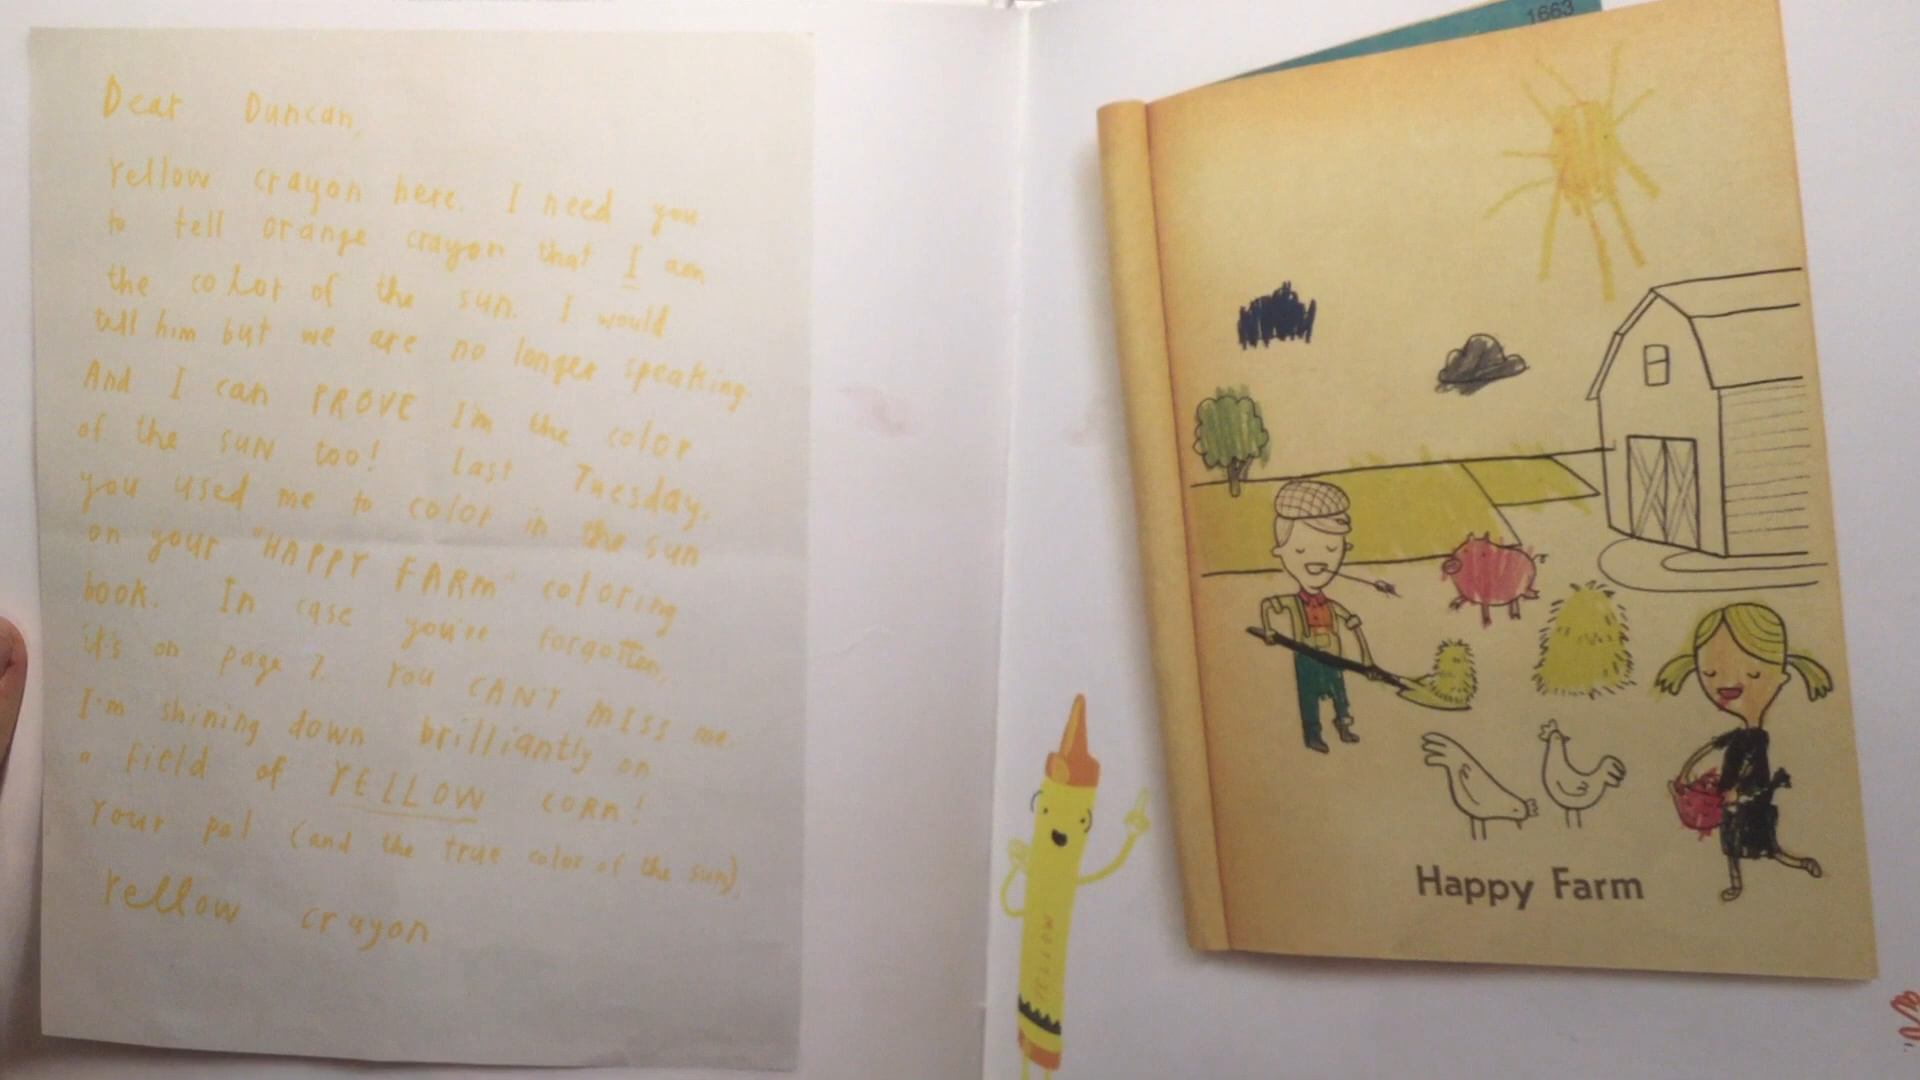 Dear Duncan,
Yellow crayon here. I need you
to tell orange crayon that I am
the color of the sun. I would
tell him but we are no longer speaking.
And I can PROVE I'm the color
of the sun too! Last Tuesday,
you used me to color in the sun
on your "HAPPY FARM" coloring
book. In case you've forgotten,
it's on page 7. You CAN'T MISS me.
I'm shining down brilliantly on
a field of YELLOW corn!
Your pal (and the true color of the sun),
Yellow crayon
YELLOW
1663
Happy Farm